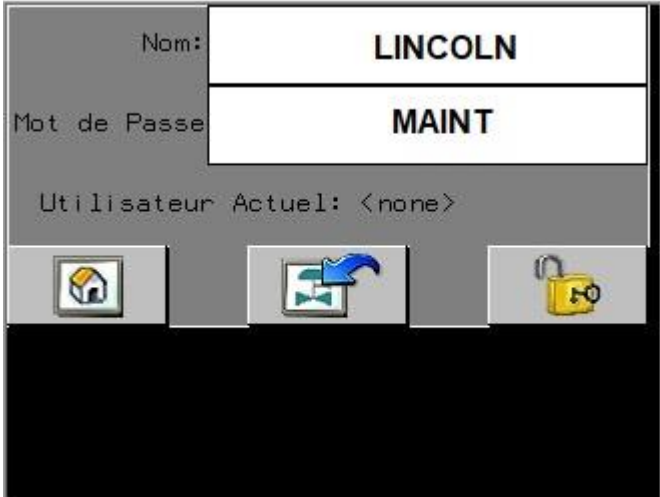 Nom: LINCOLN
Mot de Passe MAINT
Utilisateur Actuel: <none>